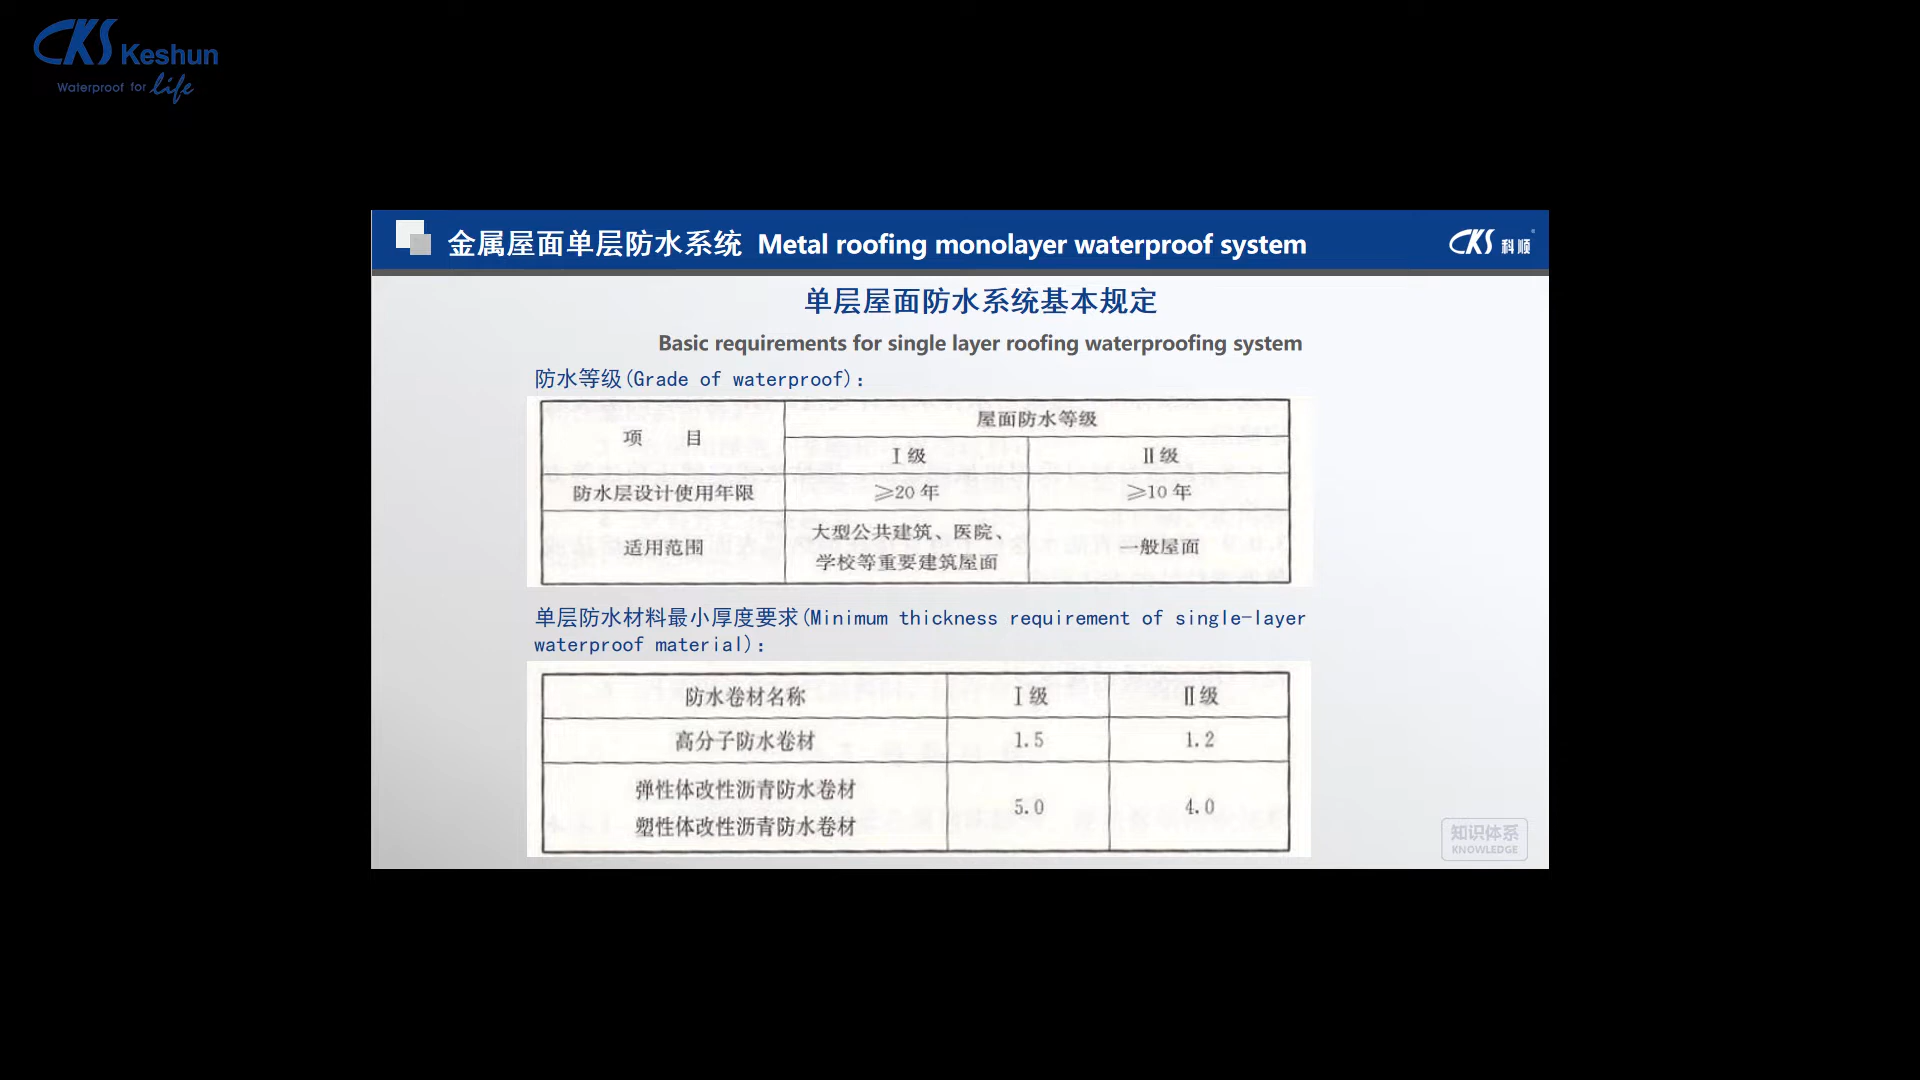 CKS Keshun
Waterproof for life
金属屋面单层防水系统 Metal roofing monolayer waterproof system
CKS 科顺
单层屋面防水系统基本规定
Basic requirements for single layer roofing waterproofing system
防水等级(Grade of waterproof):
项 目
屋面防水等级
Ⅰ级
Ⅱ级
防水层设计使用年限
≥20年
≥10年
适用范围
大型公共建筑、医院、
学校等重要建筑屋面
一般屋面
单层防水材料最小厚度要求(Minimum thickness requirement of single-layer
waterproof material):
防水卷材名称
Ⅰ级
Ⅱ级
高分子防水卷材
1.5
1.2
弹性体改性沥青防水卷材
塑性体改性沥青防水卷材
5.0
4.0
知识体系
KNOWLEDGE